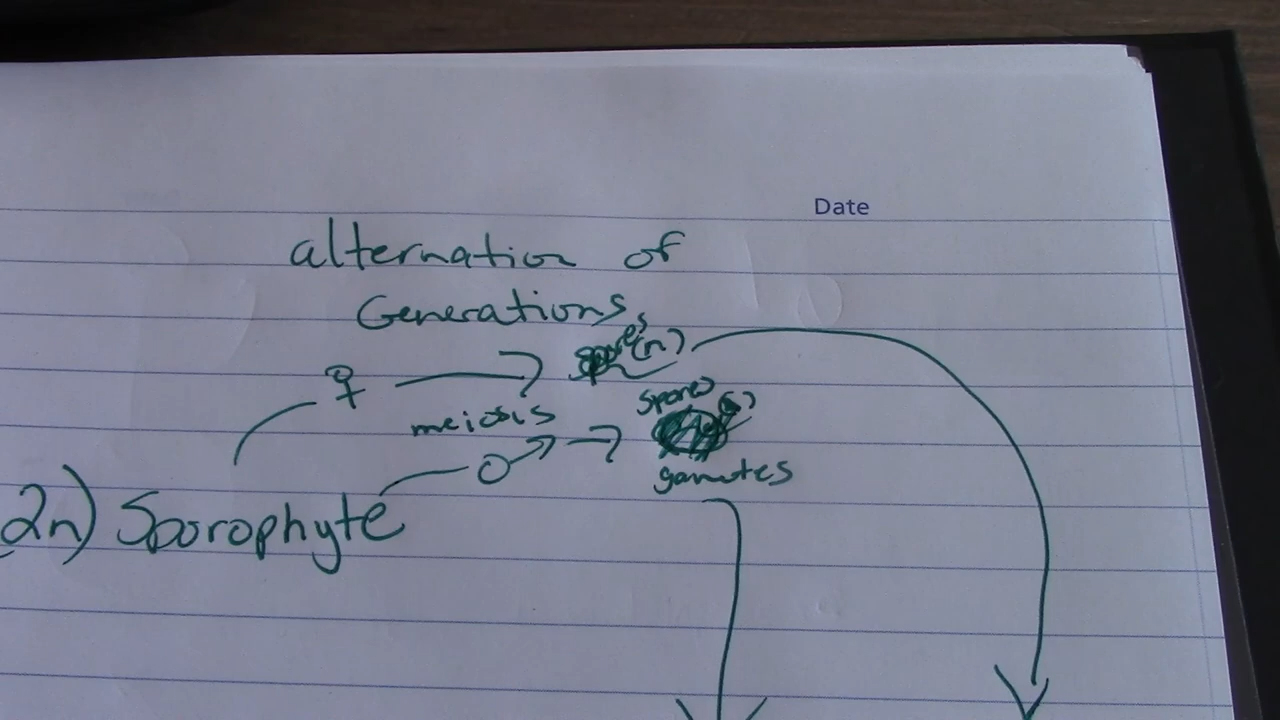 Date
alternation of
Generations
♀ spores (n)
meiosis spores
♂
gametes
2n) Sporophyte